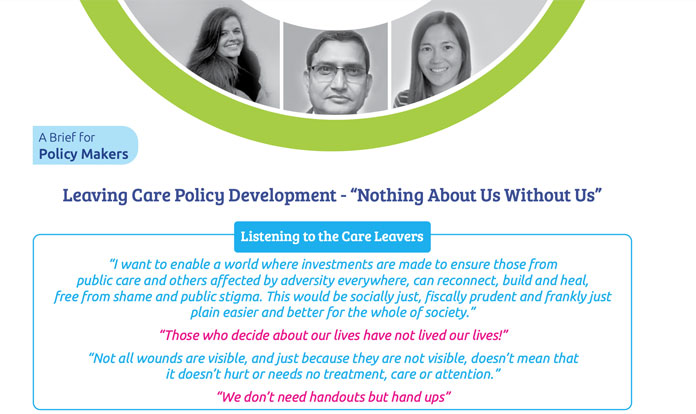 A Brief for
Policy Makers
Leaving Care Policy Development - “Nothing About Us Without Us”
Listening to the Care Leavers
“I want to enable a world where investments are made to ensure those from
public care and others affected by adversity everywhere, can reconnect, build and heal,
free from shame and public stigma. This would be socially just, fiscally prudent and frankly just
plain easier and better for the whole of society.”
“Those who decide about our lives have not lived our lives!”
“Not all wounds are visible, and just because they are not visible, doesn’t mean that
it doesn’t hurt or needs no treatment, care or attention.”
“We don’t need handouts but hand ups”